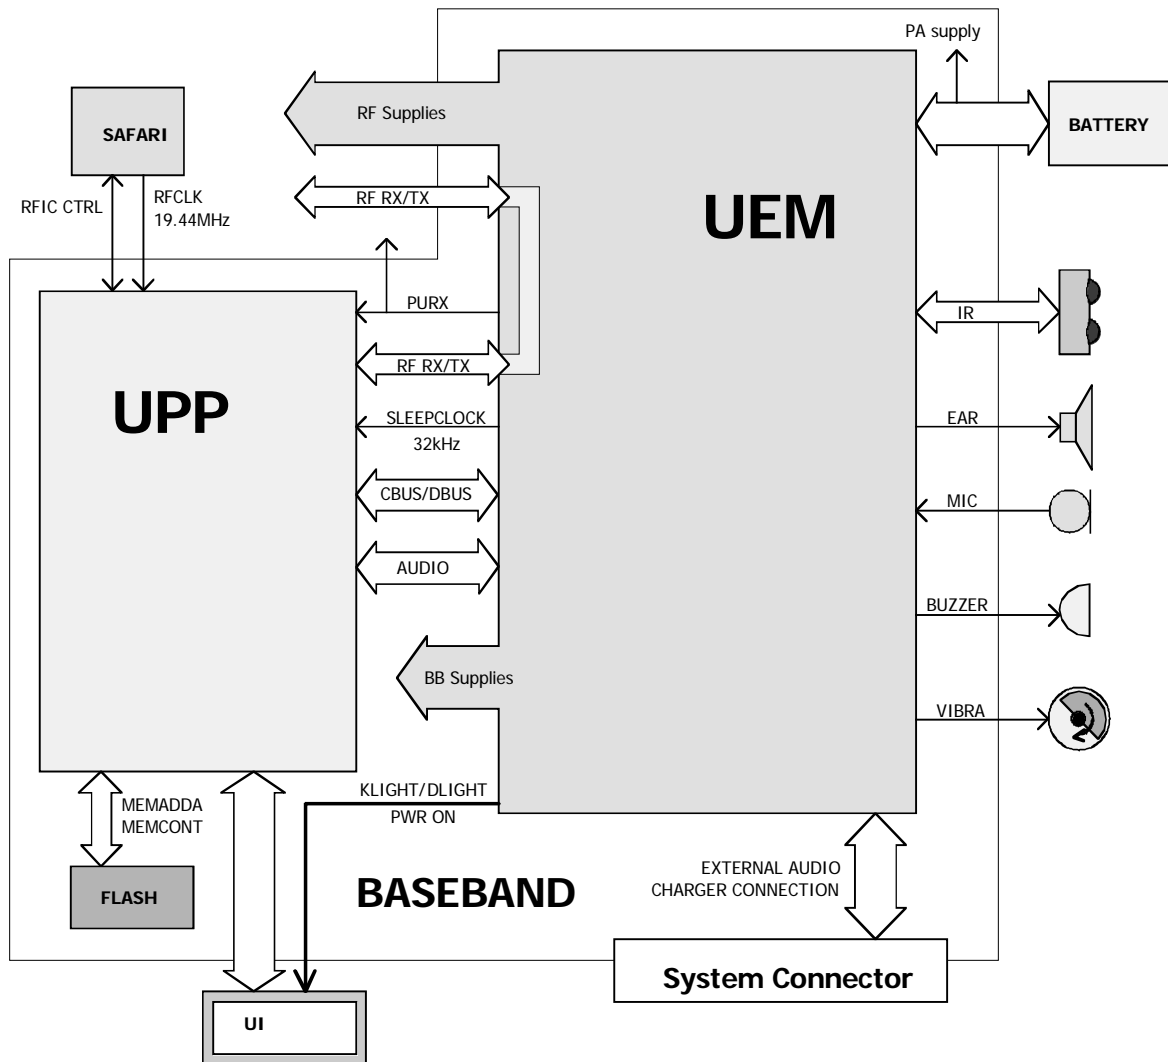 PA supply
RF Supplies
SAFARI
BATTERY
RFIC CTRL
RFCLK
19.44MHz
RF RX/TX
UEM
PURX
IR
RF RX/TX
UPP
SLEEPCLOCK
32kHz
EAR
CBUS/DBUS
MIC
AUDIO
BUZZER
BB Supplies
VIBRA
KLIGHT/DLIGHT
PWR ON
MEMADDA
MEMCONT
FLASH
BASEBAND
EXTERNAL AUDIO
CHARGER CONNECTION
System Connector
UI